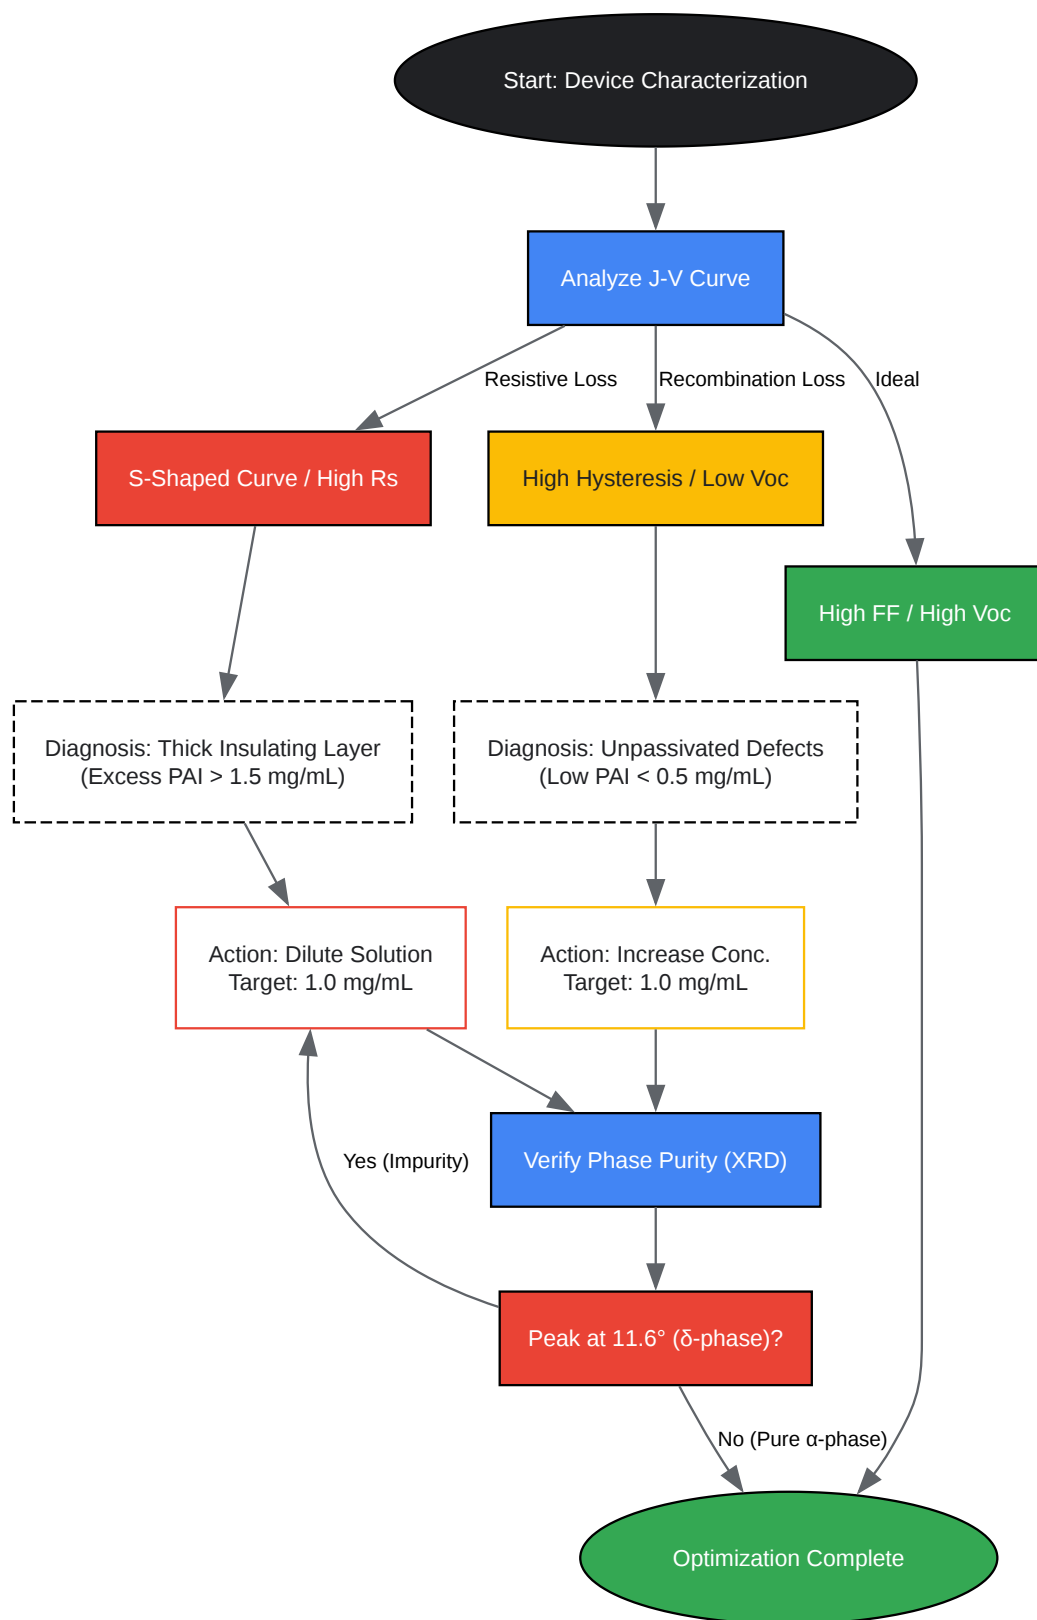 Start: Device Characterization
Analyze J-V Curve
Resistive Loss
Recombination Loss
Ideal
S-Shaped Curve / High Rs
High Hysteresis / Low Voc
High FF / High Voc
Diagnosis: Thick Insulating Layer
(Excess PAI > 1.5 mg/mL)
Diagnosis: Unpassivated Defects
(Low PAI < 0.5 mg/mL)
Action: Dilute Solution
Target: 1.0 mg/mL
Action: Increase Conc.
Target: 1.0 mg/mL
Yes (Impurity)
Verify Phase Purity (XRD)
Peak at 11.6° (δ-phase)?
No (Pure α-phase)
Optimization Complete